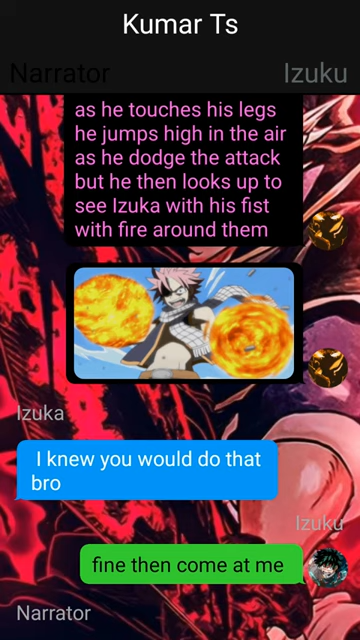 Kumar Ts
Narrator
Izuku
as he touches his legs
he jumps high in the air
as he dodge the attack
but he then looks up to
see Izuka with his fist
with fire around them
Izuka
I knew you would do that
bro
Izuku
fine then come at me
Narrator